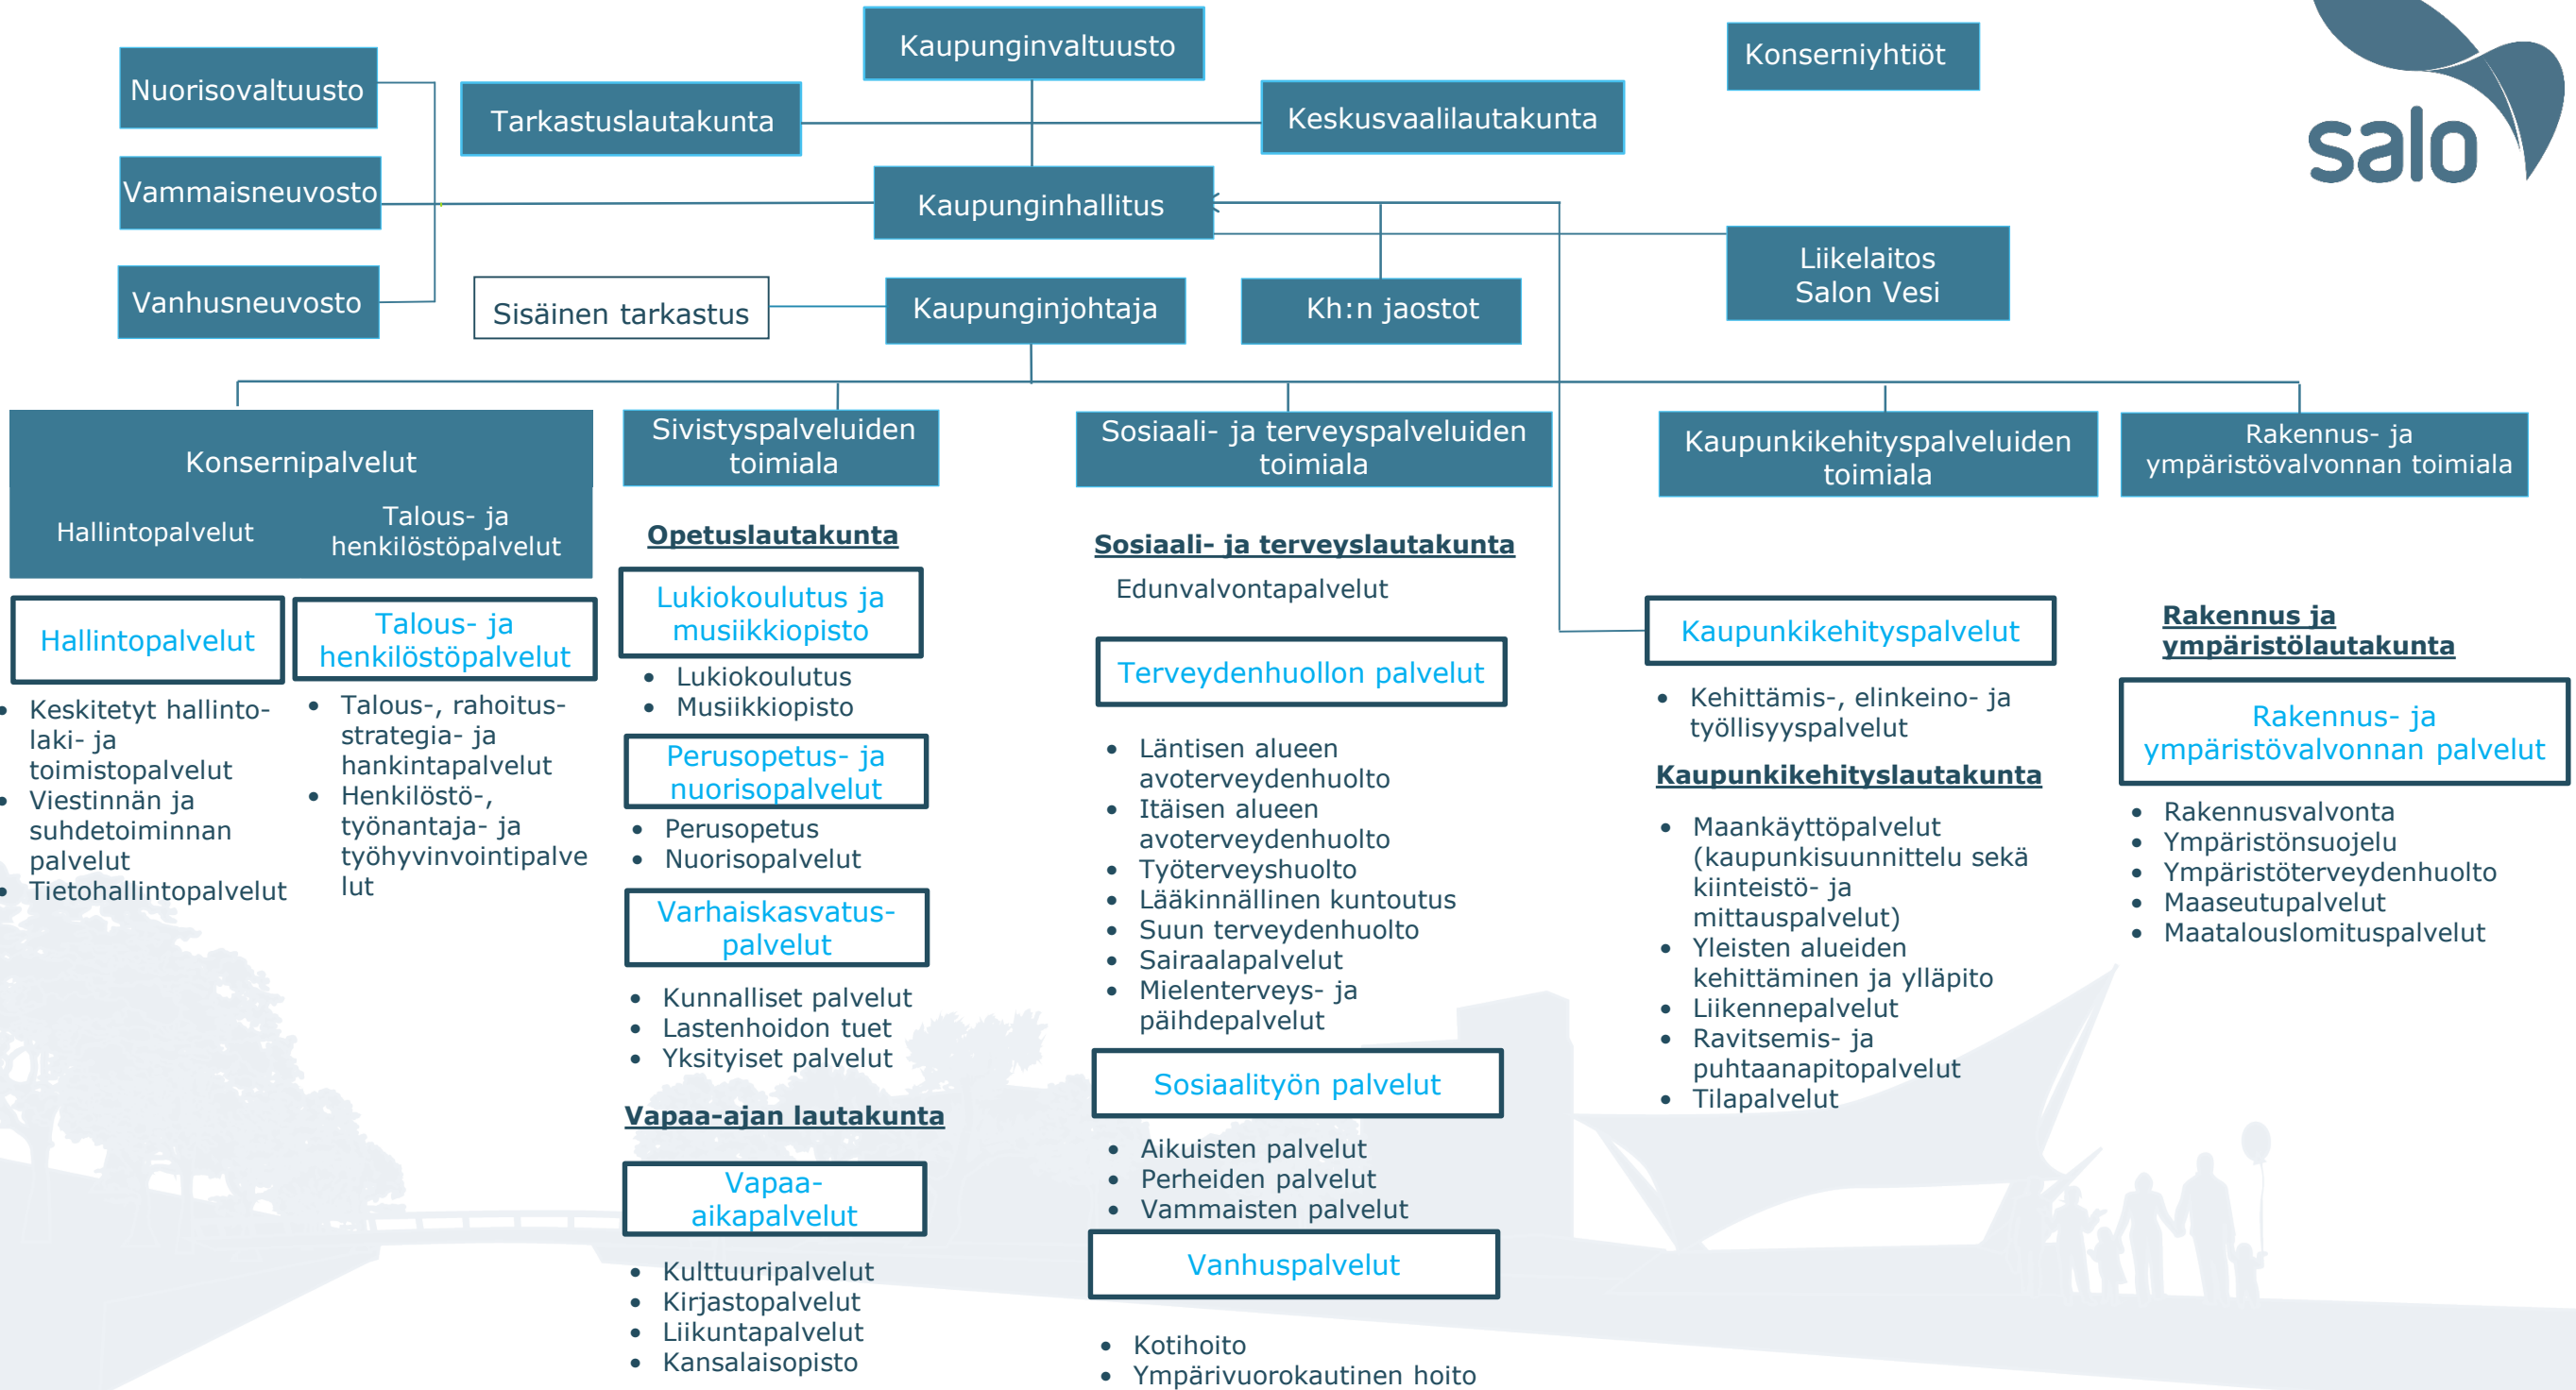 Kaupunginvaltuusto
Konserniyhtiöt
Nuorisovaltuusto
Tarkastuslautakunta
Keskusvaalilautakunta
salo
Vammaisneuvosto
Kaupunginhallitus
Liikelaitos
Salon Vesi
Vanhusneuvosto
Sisäinen tarkastus
Kaupunginjohtaja
Kh:n jaostot
Konsernipalvelut
Hallintopalvelut
Talous- ja
henkilöstöpalvelut
Hallintopalvelut
Keskitetyt hallinto-
laki- ja
toimistopalvelut
Viestinnän ja
suhdetoiminnan
palvelut
Tietohallintopalvelut
Talous- ja
henkilöstöpalvelut
Talous-, rahoitus-
strategia- ja
hankintapalvelut
Henkilöstö-,
työnantaja- ja
työhyvinvointipalve
lut
Sivistyspalveluiden
toimiala
Opetuslautakunta
Lukiokoulutus ja
musiikkiopisto
Lukiokoulutus
Musiikkiopisto
Perusopetus- ja
nuorisopalvelut
Perusopetus
Nuorisopalvelut
Varhaiskasvatus-
palvelut
Kunnalliset palvelut
Lastenhoidon tuet
Yksityiset palvelut
Vapaa-ajan lautakunta
Vapaa-
aikapalvelut
Kulttuuripalvelut
Kirjastopalvelut
Liikuntapalvelut
Kansalaisopisto
Sosiaali- ja terveyspalveluiden
toimiala
Sosiaali- ja terveyslautakunta
Edunvalvontapalvelut
Terveydenhuollon palvelut
Läntisen alueen
avoterveydenhuolto
Itäisen alueen
avoterveydenhuolto
Työterveyshuolto
Lääkinnällinen kuntoutus
Suun terveydenhuolto
Sairaalapalvelut
Mielenterveys- ja
päihdepalvelut
Sosiaalityön palvelut
Aikuisten palvelut
Perheiden palvelut
Vammaisten palvelut
Vanhuspalvelut
Kotihoito
Ympärivuorokautinen hoito
Kaupunkikehityspalveluiden
toimiala
Kaupunkikehityspalvelut
Kehittämis-, elinkeino- ja
työllisyyspalvelut
Kaupunkikehityslautakunta
Maankäyttöpalvelut
(kaupunkisuunnittelu sekä
kiinteistö- ja
mittauspalvelut)
Yleisten alueiden
kehittäminen ja ylläpito
Liikennepalvelut
Ravitsemis- ja
puhtaanapitopalvelut
Tilapalvelut
Rakennus- ja
ympäristövalvonnan toimiala
Rakennus ja
ympäristölautakunta
Rakennus- ja
ympäristövalvonnan palvelut
Rakennusvalvonta
Ympäristönsuojelu
Ympäristöterveydenhuolto
Maaseutupalvelut
Maatalouslomituspalvelut